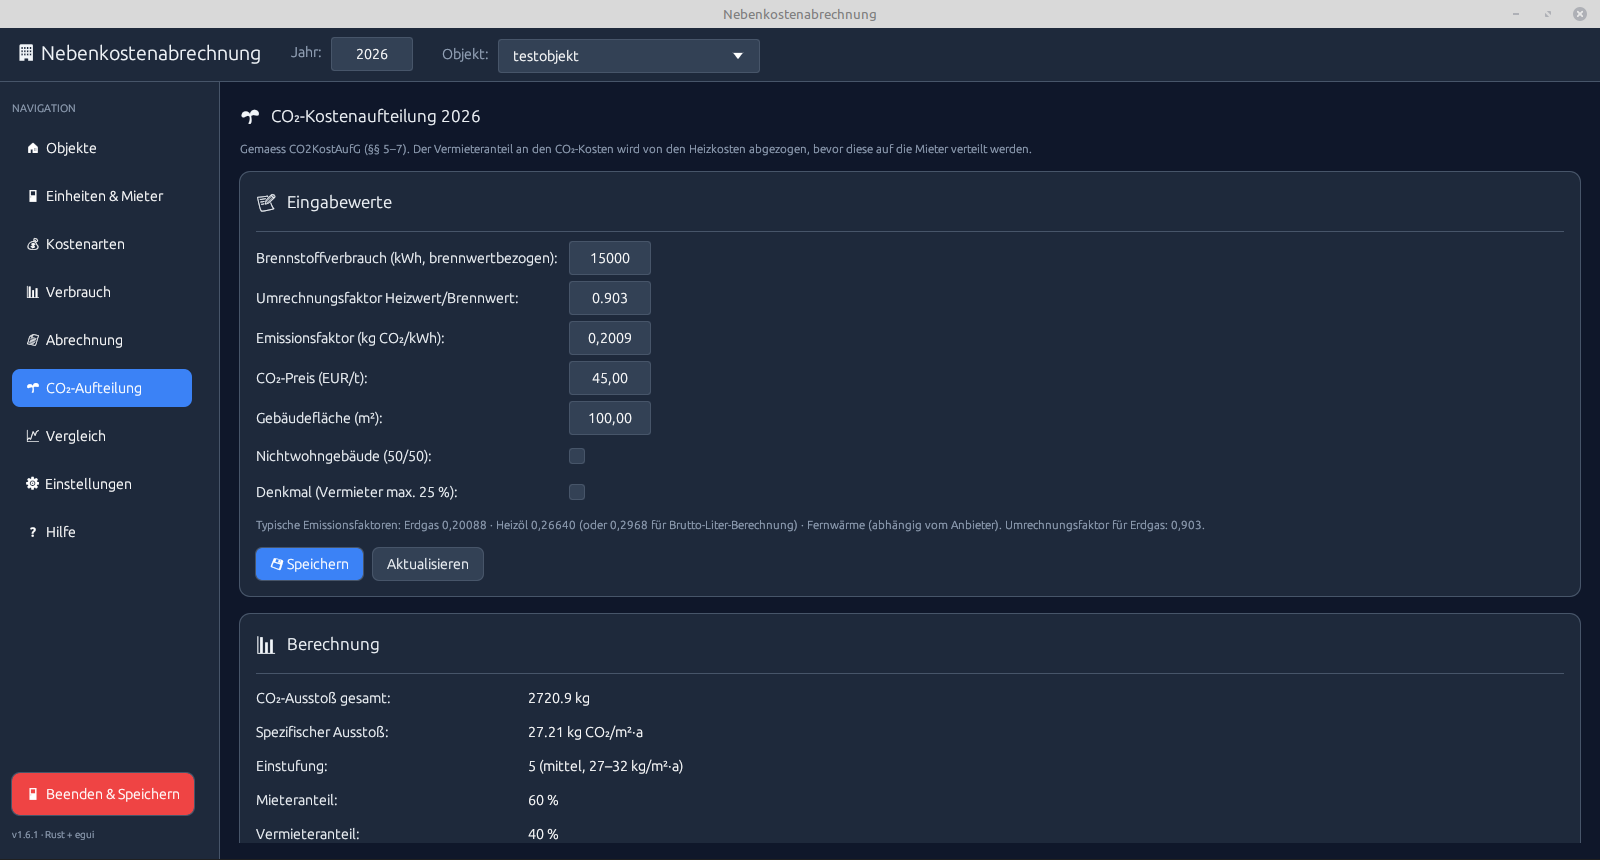 Nebenkostenabrechnung
Nebenkostenabrechnung
Jahr: 2026
Objekt: testobjekt
NAVIGATION
Objekte
Einheiten & Mieter
Kostenarten
Verbrauch
Abrechnung
CO₂-Aufteilung
Vergleich
Einstellungen
? Hilfe
Beenden & Speichern
v1.6.1 · Rust + egui
CO₂-Kostenaufteilung 2026
Gemaess CO2KostAufG (§§ 5–7). Der Vermieteranteil an den CO₂-Kosten wird von den Heizkosten abgezogen, bevor diese auf die Mieter verteilt werden.
Eingabewerte
Brennstoffverbrauch (kWh, brennwertbezogen): 15000
Umrechnungsfaktor Heizwert/Brennwert: 0.903
Emissionsfaktor (kg CO₂/kWh): 0,2009
CO₂-Preis (EUR/t): 45,00
Gebäudefläche (m²): 100,00
Nichtwohngebäude (50/50):
Denkmal (Vermieter max. 25 %):
Typische Emissionsfaktoren: Erdgas 0,20088 · Heizöl 0,26640 (oder 0,2968 für Brutto-Liter-Berechnung) · Fernwärme (abhängig vom Anbieter). Umrechnungsfaktor für Erdgas: 0,903.
Speichern
Aktualisieren
Berechnung
CO₂-Ausstoß gesamt: 2720.9 kg
Spezifischer Ausstoß: 27.21 kg CO₂/m²·a
Einstufung: 5 (mittel, 27–32 kg/m²·a)
Mieteranteil: 60 %
Vermieteranteil: 40 %